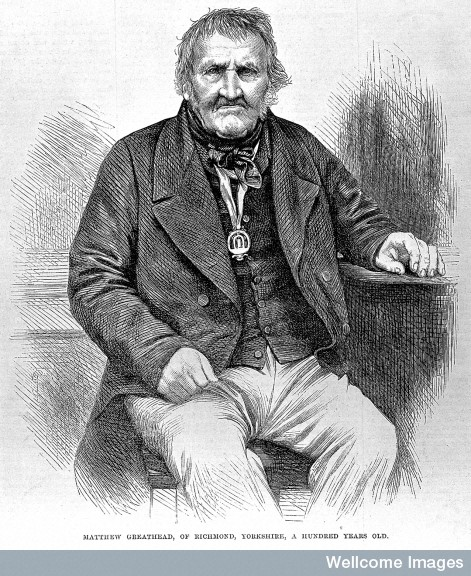 MATTHEW GREATHEAD, OF RICHMOND, YORKSHIRE, A HUNDRED YEARS OLD.
Wellcome Images